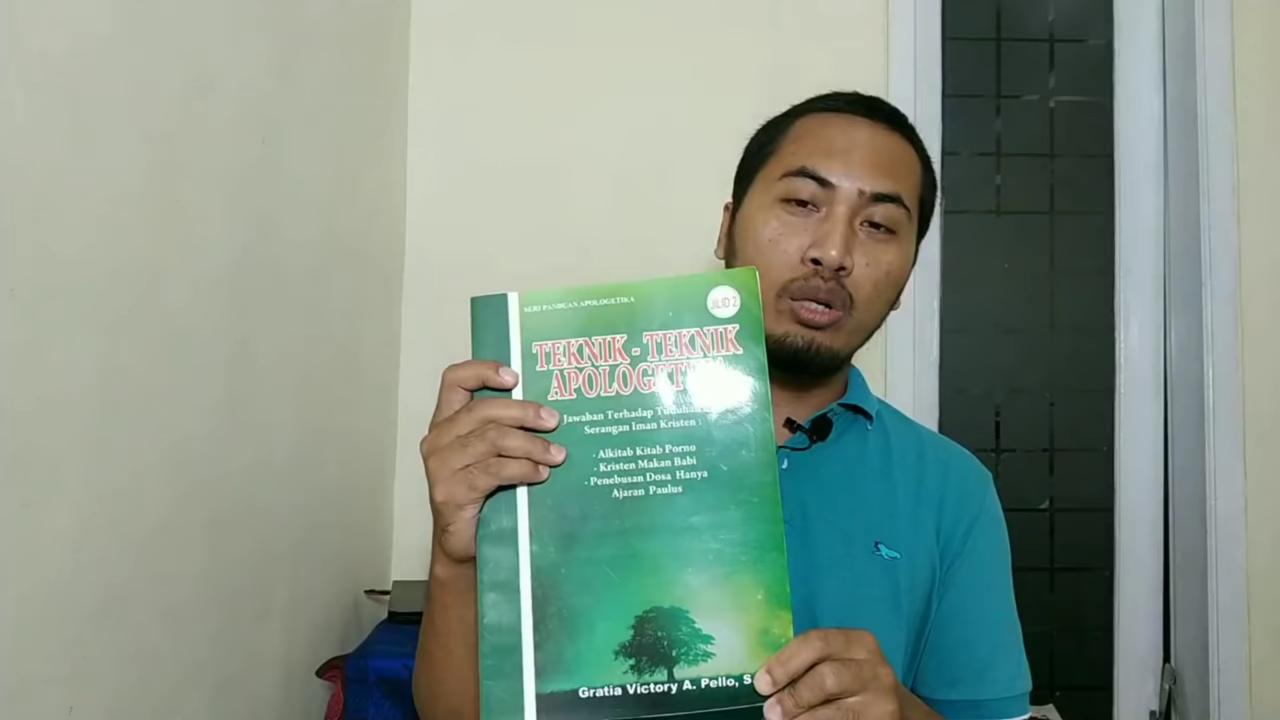 SERI PANDUAN APOLOGETIKA
JILID 2
TEKNIK - TEKNIK
Jawaban Terhadap
Serangan Iman Kristen :
- Alkitab Kitab Porno
- Kristen Makan Babi
- Penebusan Dosa Hanya
Ajaran Paulus
Gratia Victory A. Pello,